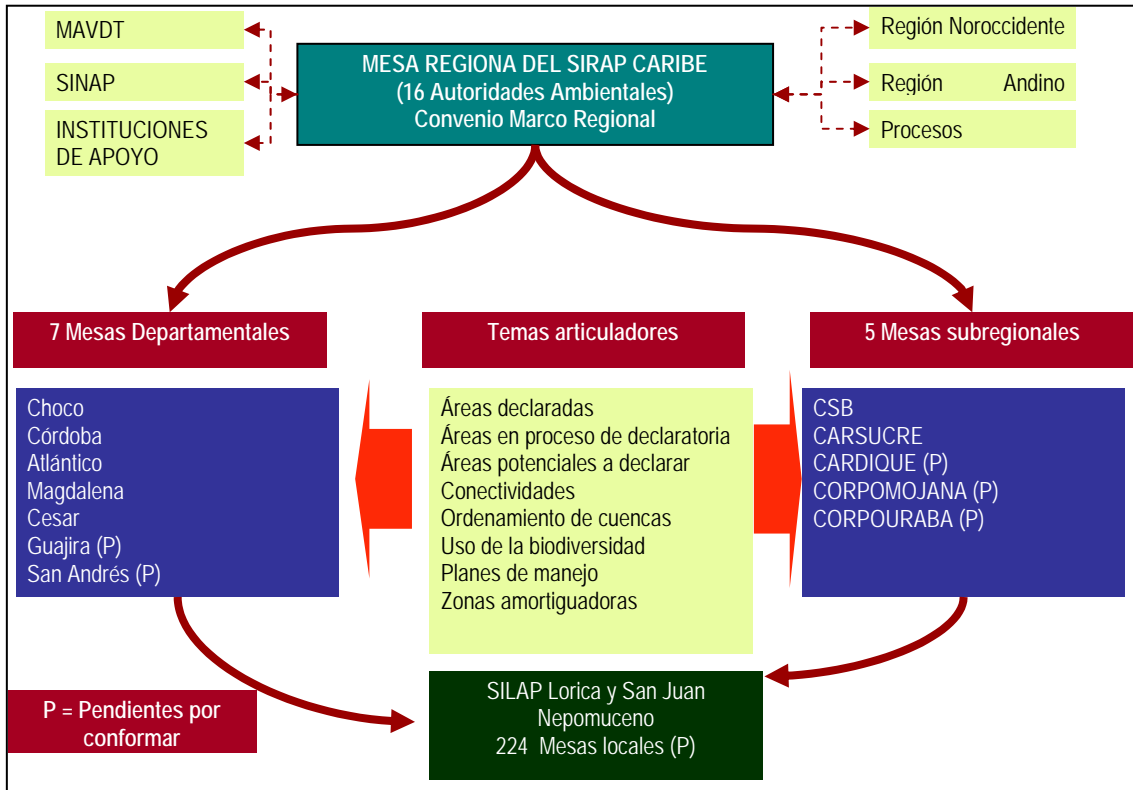 MAVDT
SINAP
INSTITUCIONES
DE APOYO
MESA REGIONA DEL SIRAP CARIBE
(16 Autoridades Ambientales)
Convenio Marco Regional
Región Noroccidente
Región Andino
Procesos
7 Mesas Departamentales
Choco
Córdoba
Atlántico
Magdalena
Cesar
Guajira (P)
San Andrés (P)
Temas articuladores
Áreas declaradas
Áreas en proceso de declaratoria
Áreas potenciales a declarar
Conectividades
Ordenamiento de cuencas
Uso de la biodiversidad
Planes de manejo
Zonas amortiguadoras
5 Mesas subregionales
CSB
CARSUCRE
CARDIQUE (P)
CORPOMOJANA (P)
CORPOURABA (P)
P = Pendientes por
conformar
SILAP Lorica y San Juan
Nepomuceno
224 Mesas locales (P)